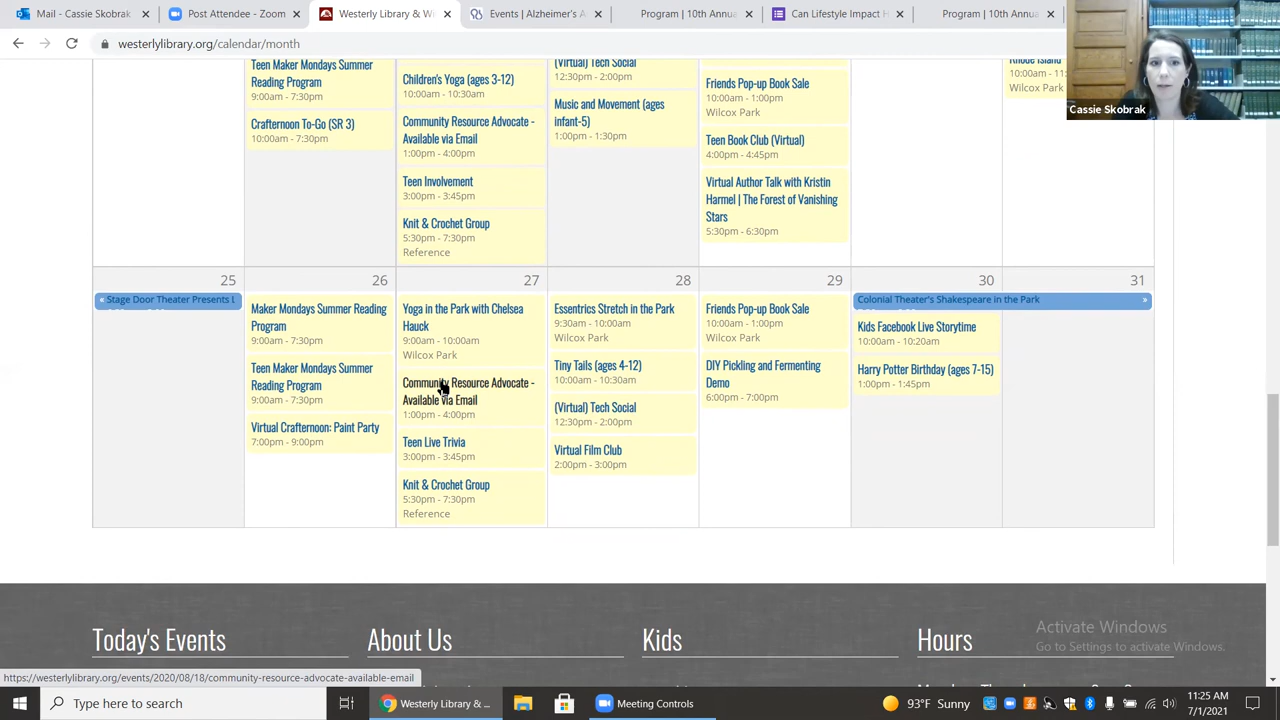 Mail - Cassie Skobrak
Post Attendee - Zoom
Westerly Library & W
Events | Al
Program | 10th Annua
Can Lifestyle Impact
Program | 10th Annua
westerlylibrary.org/calendar/month
Cassie Skobrak
Teen Maker Mondays Summer
Reading Program
9:00am - 7:30pm
Crafternoon To-Go (SR 3)
10:00am - 7:30pm
Children's Yoga (ages 3-12)
10:00am - 10:30am
Community Resource Advocate -
Available via Email
1:00pm - 4:00pm
Teen Involvement
3:00pm - 3:45pm
Knit & Crochet Group
5:30pm - 7:30pm
Reference
(Virtual) Tech Social
12:30pm - 2:00pm
Music and Movement (ages
infant-5)
1:00pm - 1:30pm
Friends Pop-up Book Sale
10:00am - 1:00pm
Wilcox Park
Teen Book Club (Virtual)
4:00pm - 4:45pm
Virtual Author Talk with Kristin
Harmel | The Forest of Vanishing
Stars
5:30pm - 6:30pm
Rhode Island
10:00am - 11:
Wilcox Park
25
26
27
28
29
30
31
« Stage Door Theater Presents
Maker Mondays Summer Reading
Program
9:00am - 7:30pm
Teen Maker Mondays Summer
Reading Program
9:00am - 7:30pm
Virtual Crafternoon: Paint Party
7:00pm - 9:00pm
Yoga in the Park with Chelsea
Hauck
9:00am - 10:00am
Wilcox Park
Community Resource Advocate -
Available via Email
1:00pm - 4:00pm
Teen Live Trivia
3:00pm - 3:45pm
Knit & Crochet Group
5:30pm - 7:30pm
Reference
Essentrics Stretch in the Park
9:30am - 10:00am
Wilcox Park
Tiny Tails (ages 4-12)
10:00am - 10:30am
(Virtual) Tech Social
12:30pm - 2:00pm
Virtual Film Club
2:00pm - 3:00pm
Friends Pop-up Book Sale
10:00am - 1:00pm
Wilcox Park
DIY Pickling and Fermenting
Demo
6:00pm - 7:00pm
Colonial Theater's Shakespeare in the Park »
Kids Facebook Live Storytime
10:00am - 10:20am
Harry Potter Birthday (ages 7-15)
1:00pm - 1:45pm
Today's Events
About Us
Kids
Hours
Activate Windows
Go to Settings to activate Windows.
https://westerlylibrary.org/events/2020/08/18/community-resource-advocate-available-email
Type here to search
Westerly Library & ...
Meeting Controls
93°F Sunny
11:25 AM
7/1/2021